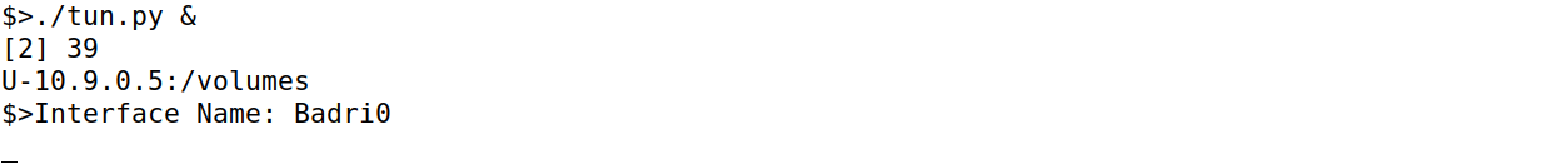 $>./tun.py &
[2] 39
U-10.9.0.5:/volumes
$>Interface Name: Badri0